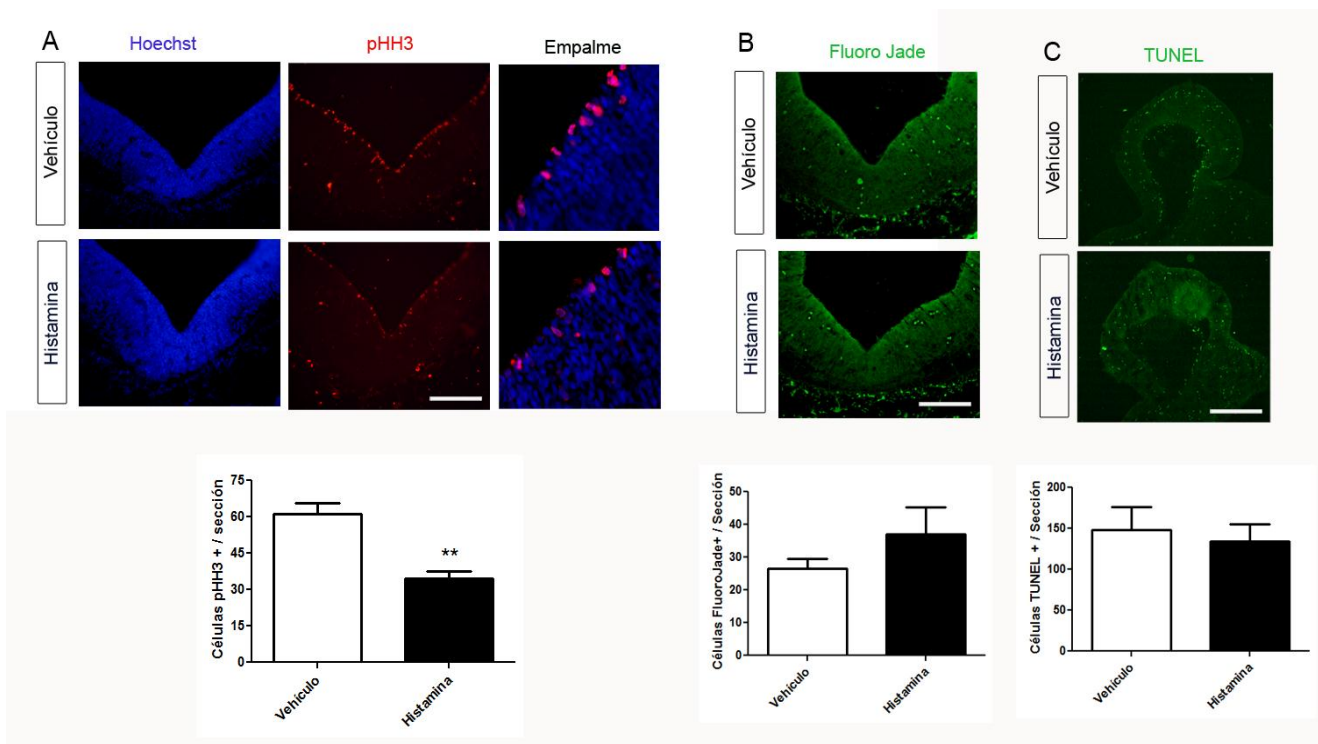 A
Hoechst
pHH3
Empalme
Vehículo
Histamina
B
Fluoro Jade
Vehículo
Histamina
C
TUNEL
Vehículo
Histamina
Células pHH3 + / sección
75
60
45
30
15
0
**
Vehículo
Histamina
Células FluoroJade+ / Sección
50
40
30
20
10
0
Vehículo
Histamina
Células TUNEL + / Sección
200
150
100
50
0
Vehículo
Histamina